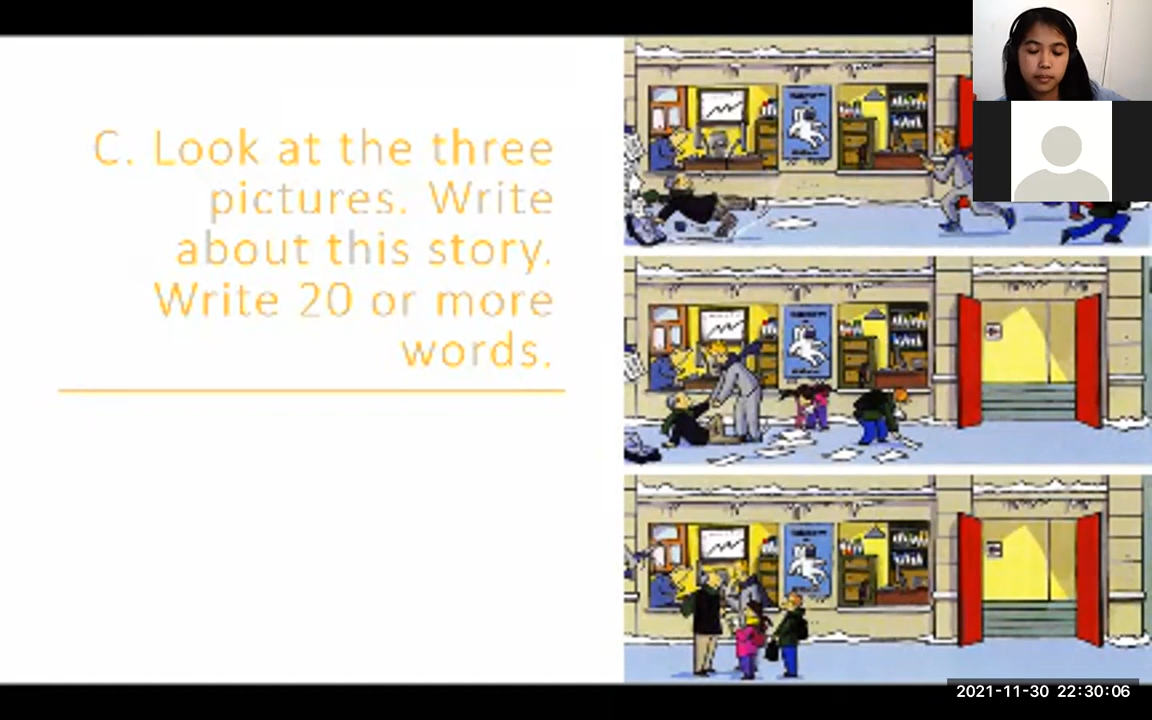 C. Look at the three
pictures. Write
about this story.
Write 20 or more
words.
2021-11-30 22:30:06